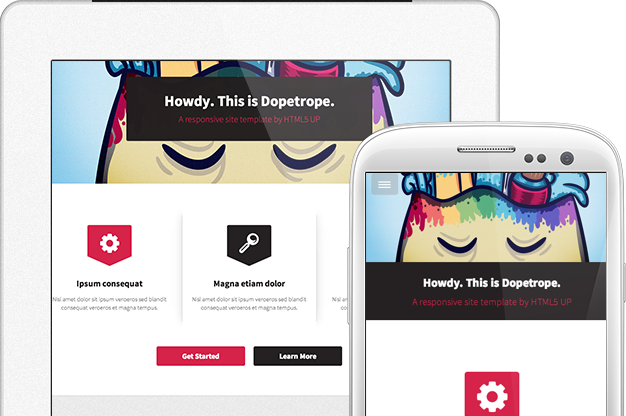 Howdy. This is Dopetrope.
A responsive site template by HTML5 UP
Ipsum consequat
Nisl amet dolor sit ipsum veroeros sed blandit
consequat veroeros et magna tempus.
Magna etiam dolor
Nisl amet dolor sit ipsum veroeros sed blandit
consequat veroeros et magna tempus.
Get Started
Learn More
Howdy. This is Dopetrope.
A responsive site template by HTML5 UP